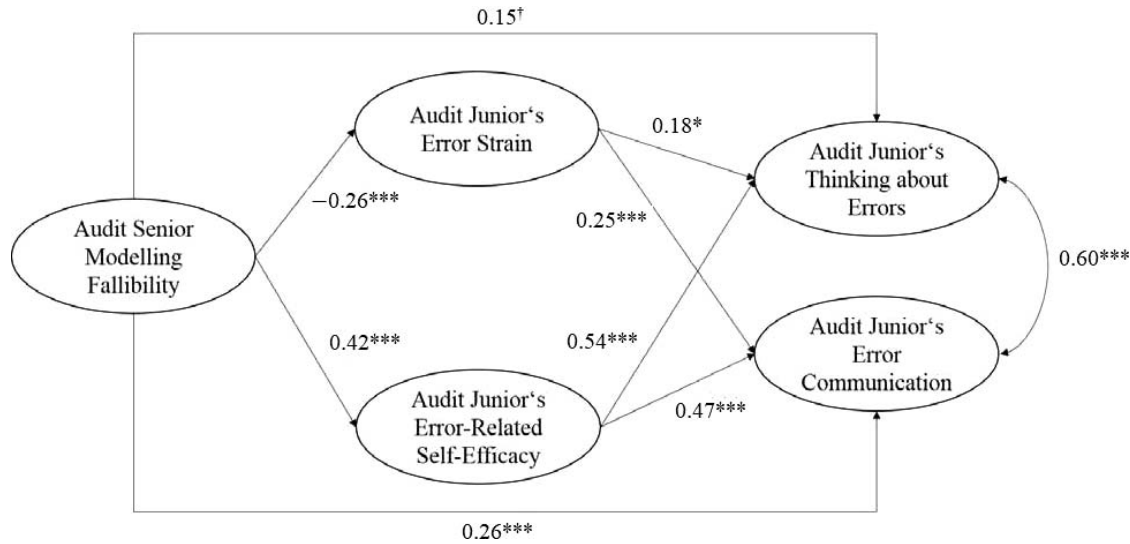 0.15†
Audit Junior‘s
Error Strain
0.18*
Audit Junior‘s
Thinking about
Errors
−0.26***
Audit Senior
Modelling
Fallibility
0.25***
0.60***
0.42***
0.54***
Audit Junior‘s
Error
Communication
Audit Junior‘s
Error-Related
Self-Efficacy
0.47***
0.26***